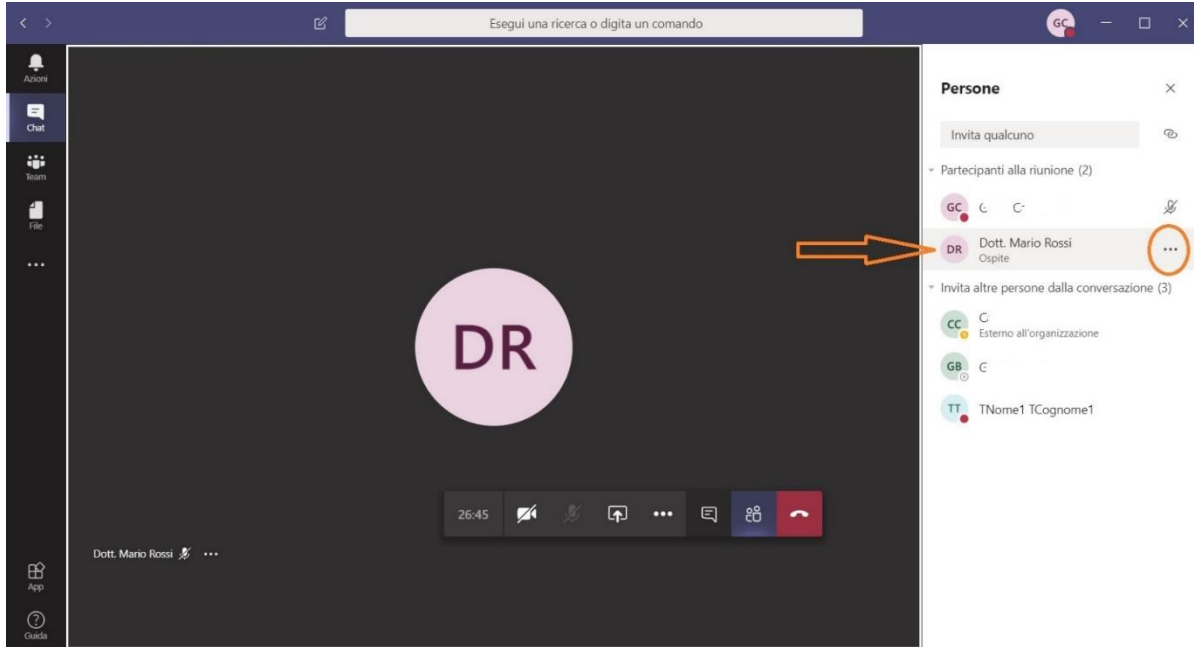 Esegui una ricerca o digita un comando
GC
Azioni
Chat
Team
File
App
Guida
DR
26:45
Dott. Mario Rossi
Persone
Invita qualcuno
Partecipanti alla riunione (2)
GC
DR
Dott. Mario Rossi
Ospite
Invita altre persone dalla conversazione (3)
CC
Esterno all'organizzazione
GB
TT
TNome1 TCognome1